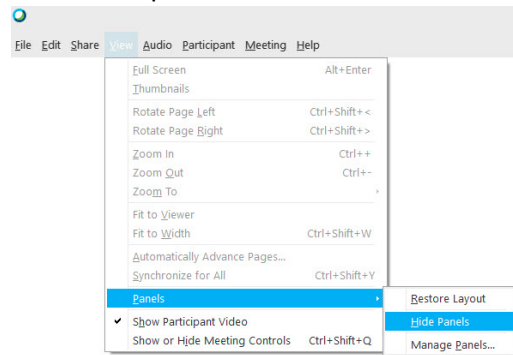 File Edit Share View Audio Participant Meeting Help
Full Screen Alt+Enter
Thumbnails
Rotate Page Left Ctrl+Shift+<
Rotate Page Right Ctrl+Shift+>
Zoom In Ctrl++
Zoom Out Ctrl+-
Zoom To
Fit to Viewer
Fit to Width Ctrl+Shift+W
Automatically Advance Pages...
Synchronize for All Ctrl+Shift+Y
Panels
Restore Layout
Show Participant Video
Hide Panels
Show or Hide Meeting Controls Ctrl+Shift+Q
Manage Panels...